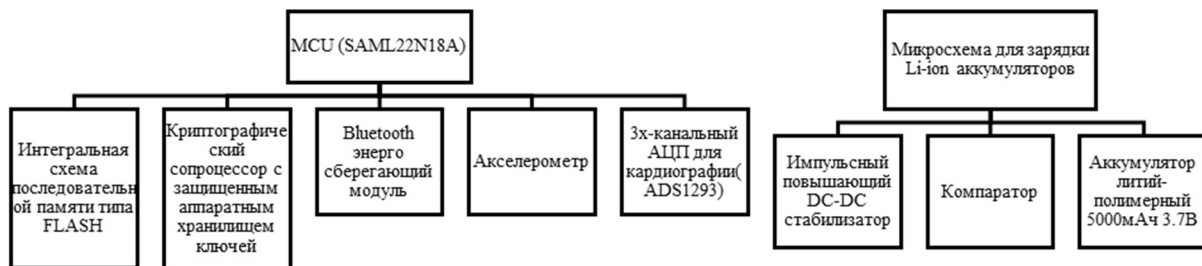 MCU (SAML22N18A)
Микросхема для зарядки
Li-ion аккумуляторов
Интегральная
схема
последовательн
ой памяти типа
FLASH
Криптографиче
ский
сопроцессор с
защищенным
аппаратным
хранилищем
ключей
Bluetooth
энерго
сберегающий
модуль
Акселерометр
3х-канальный
АЦП для
кардиографии(
ADS1293)
Импульсный
повышающий
DC-DC
стабилизатор
Компаратор
Аккумулятор
литий-
полимерный
5000мАч 3.7В